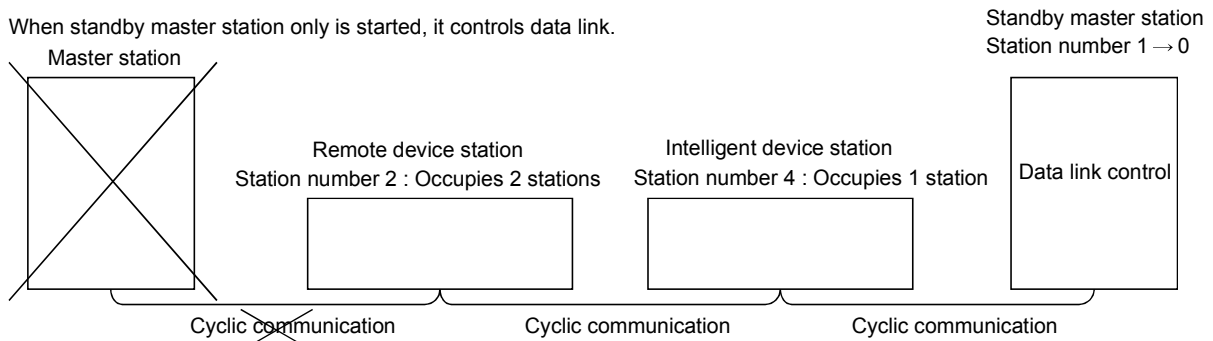 When standby master station only is started, it controls data link.
Standby master station
Station number 1 → 0
Master station
Remote device station
Station number 2 : Occupies 2 stations
Intelligent device station
Station number 4 : Occupies 1 station
Data link control
Cyclic communication
Cyclic communication
Cyclic communication